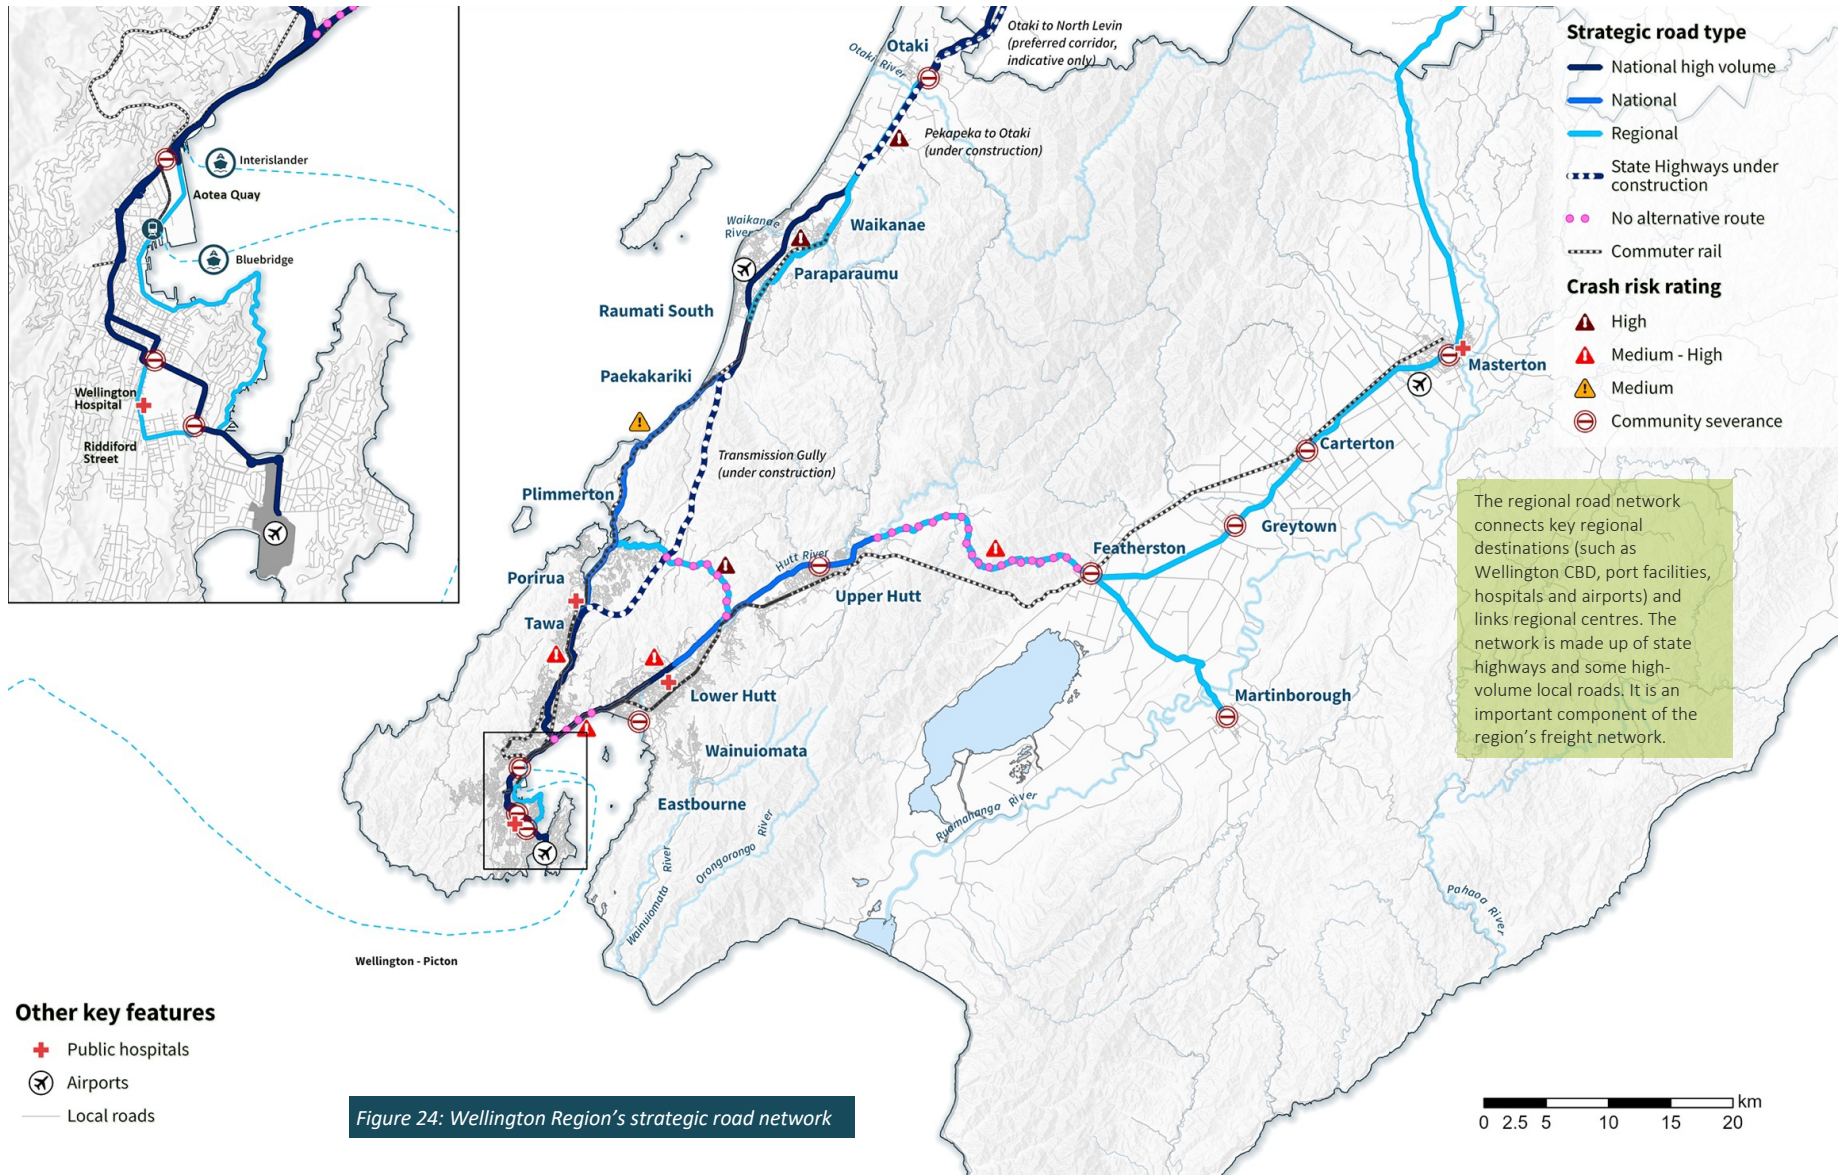 Interislander
Aotea Quay
Bluebridge
Wellington
Hospital
Riddiford
Street
Otaki to North Levin
(preferred corridor,
indicative only)
Otaki
Otaki River
Pekapeka to Otaki
(under construction)
Waikanae
River
Waikanae
Paraparaumu
Raumati South
Paekakariki
Transmission Gully
(under construction)
Plimmerton
Porirua
Tawa
Hutt River
Upper Hutt
Featherston
Greytown
Carterton
Masterton
Martinborough
Lower Hutt
Wainuiomata
Eastbourne
Wainuiomata River
Orongorongo River
Ruamahanga River
Pahaoa River
Wellington - Picton
Strategic road type
National high volume
National
Regional
State Highways under
construction
No alternative route
Commuter rail
Crash risk rating
High
Medium - High
Medium
Community severance
The regional road network
connects key regional
destinations (such as
Wellington CBD, port facilities,
hospitals and airports) and
links regional centres. The
network is made up of state
highways and some high-
volume local roads. It is an
important component of the
region’s freight network.
Other key features
Public hospitals
Airports
Local roads
Figure 24: Wellington Region’s strategic road network
km
0 2.5 5 10 15 20